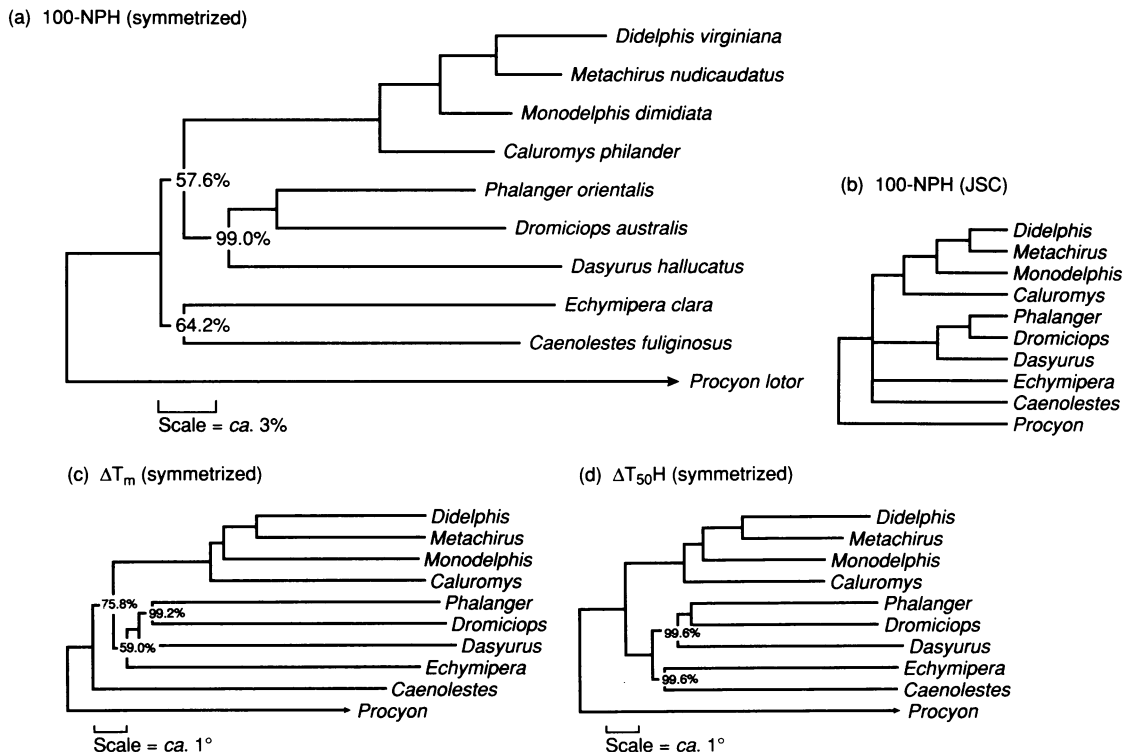 (a) 100-NPH (symmetrized)
Didelphis virginiana
Metachirus nudicaudatus
Monodelphis dimidiata
Caluromys philander
57.6%
Phalanger orientalis
Dromiciops australis
99.0%
Dasyurus hallucatus
Echymipera clara
64.2%
Caenolestes fuliginosus
Procyon lotor
Scale = ca. 3%
(b) 100-NPH (JSC)
Didelphis
Metachirus
Monodelphis
Caluromys
Phalanger
Dromiciops
Dasyurus
Echymipera
Caenolestes
Procyon
(c) ΔTm (symmetrized)
Didelphis
Metachirus
Monodelphis
Caluromys
75.8%
Phalanger
99.2%
Dromiciops
59.0%
Dasyurus
Echymipera
Caenolestes
Procyon
Scale = ca. 1°
(d) ΔT50H (symmetrized)
Didelphis
Metachirus
Monodelphis
Caluromys
Phalanger
Dromiciops
99.6%
Dasyurus
Echymipera
99.6%
Caenolestes
Procyon
Scale = ca. 1°